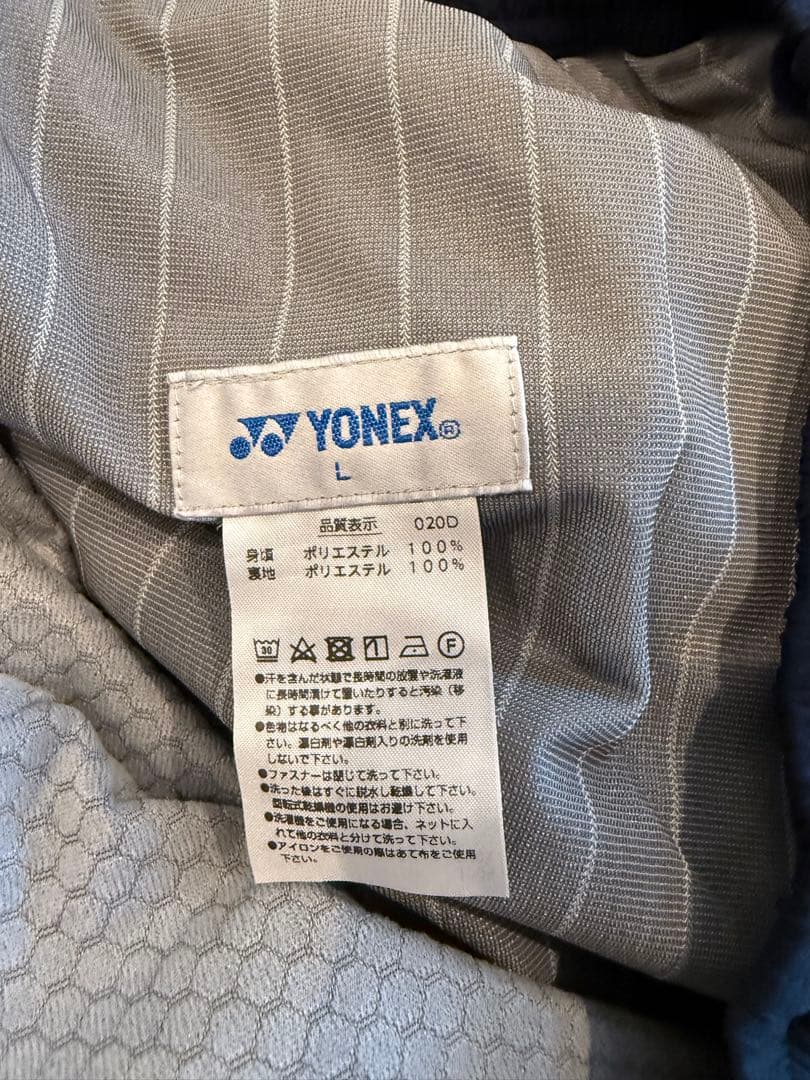 YONEX®
L
品質表示 020D
身頃 ポリエステル 100%
裏地 ポリエステル 100%
30 F
●汗を含んだ状態で長時間の放置や洗濯液
に長時間漬けて置いたりすると汚染（移
染）する事があります。
●色物はなるべく他の衣料と別に洗って下
さい。漂白剤や漂白剤入りの洗剤を使用
しないで下さい。
●ファスナーは閉じて洗って下さい。
●洗った後はすぐに脱水し乾燥して下さい。
回転式乾燥機の使用はお避け下さい。
●洗濯機をご使用になる場合、ネットに入
れて他の衣料と分けて洗って下さい。
●アイロンをご使用の際はあて布をご使用
下さい。